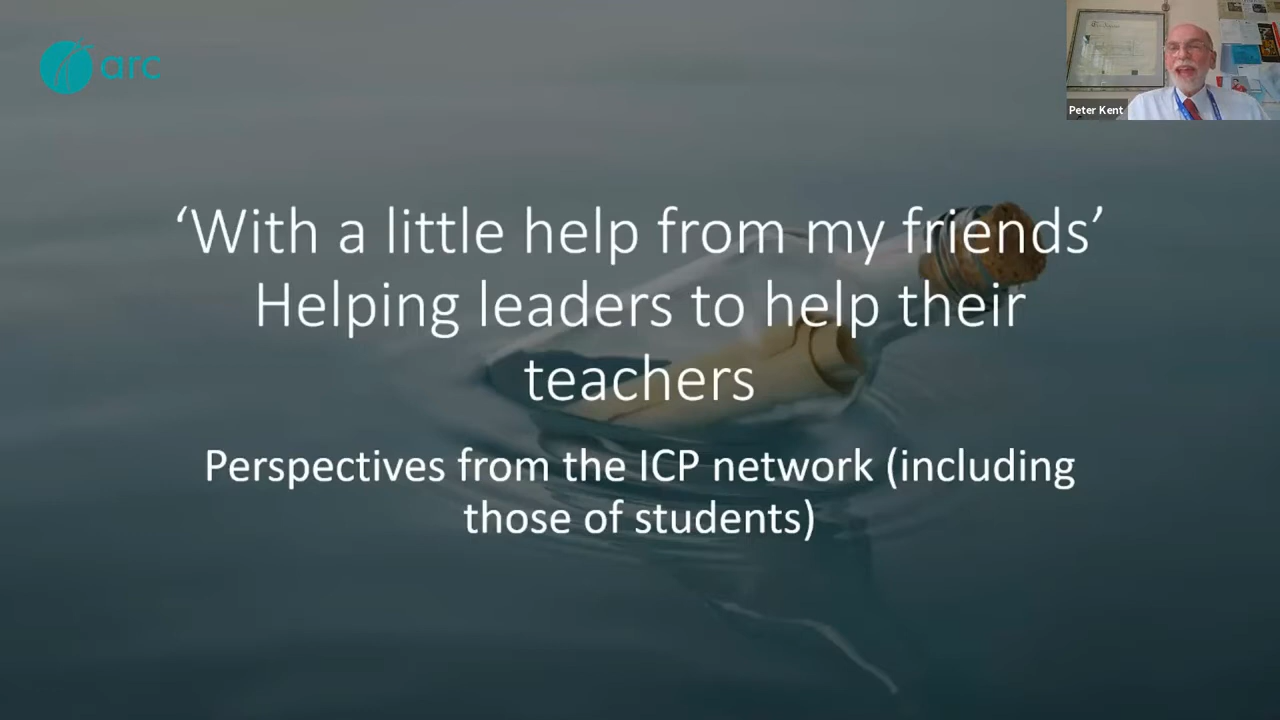 arc
Peter Kent
‘With a little help from my friends’
Helping leaders to help their
teachers
Perspectives from the ICP network (including
those of students)